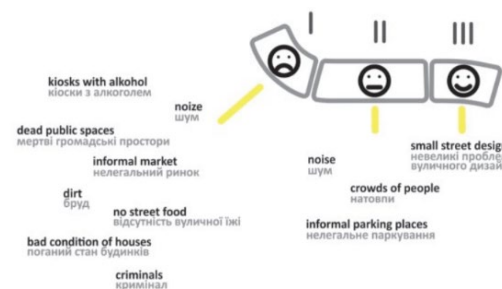 I
II
III
kiosks with alkohol
кіоски з алкоголем
noize
шум
dead public spaces
мертві громадські простори
informal market
нелегальний ринок
dirt
бруд
no street food
відсутність вуличної їжі
bad condition of houses
поганий стан будинків
criminals
кримінал
noise
шум
crowds of people
натовпи
informal parking places
нелегальне паркування
small street desig
невеликі пробле
вуличного дизай